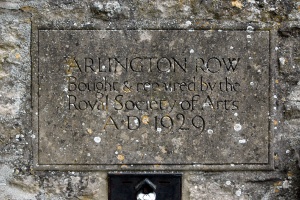 ARLINGTON ROW
Bought & repaired by the
Royal Society of Arts
A·D 1929